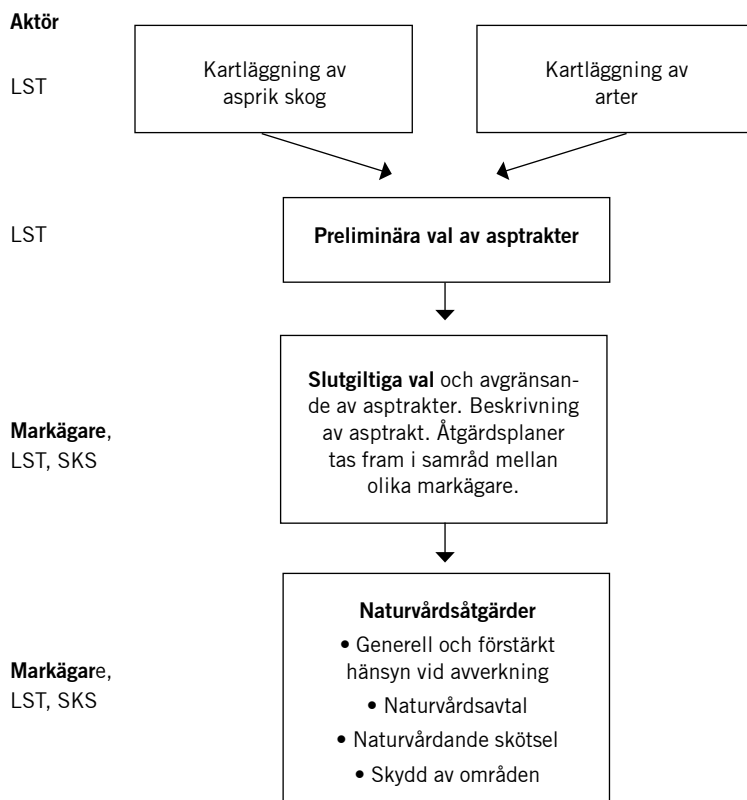 Aktör
LST
Kartläggning av
asprik skog
Kartläggning av
arter
LST
Preliminära val av asptrakter
Markägare,
LST, SKS
Slutgiltiga val och avgränsan-
de av asptrakter. Beskrivning
av asptrakt. Åtgärdsplaner
tas fram i samråd mellan
olika markägare.
Markägare,
LST, SKS
Naturvårdsåtgärder
• Generell och förstärkt
hänsyn vid avverkning
• Naturvårdsavtal
• Naturvårdande skötsel
• Skydd av områden